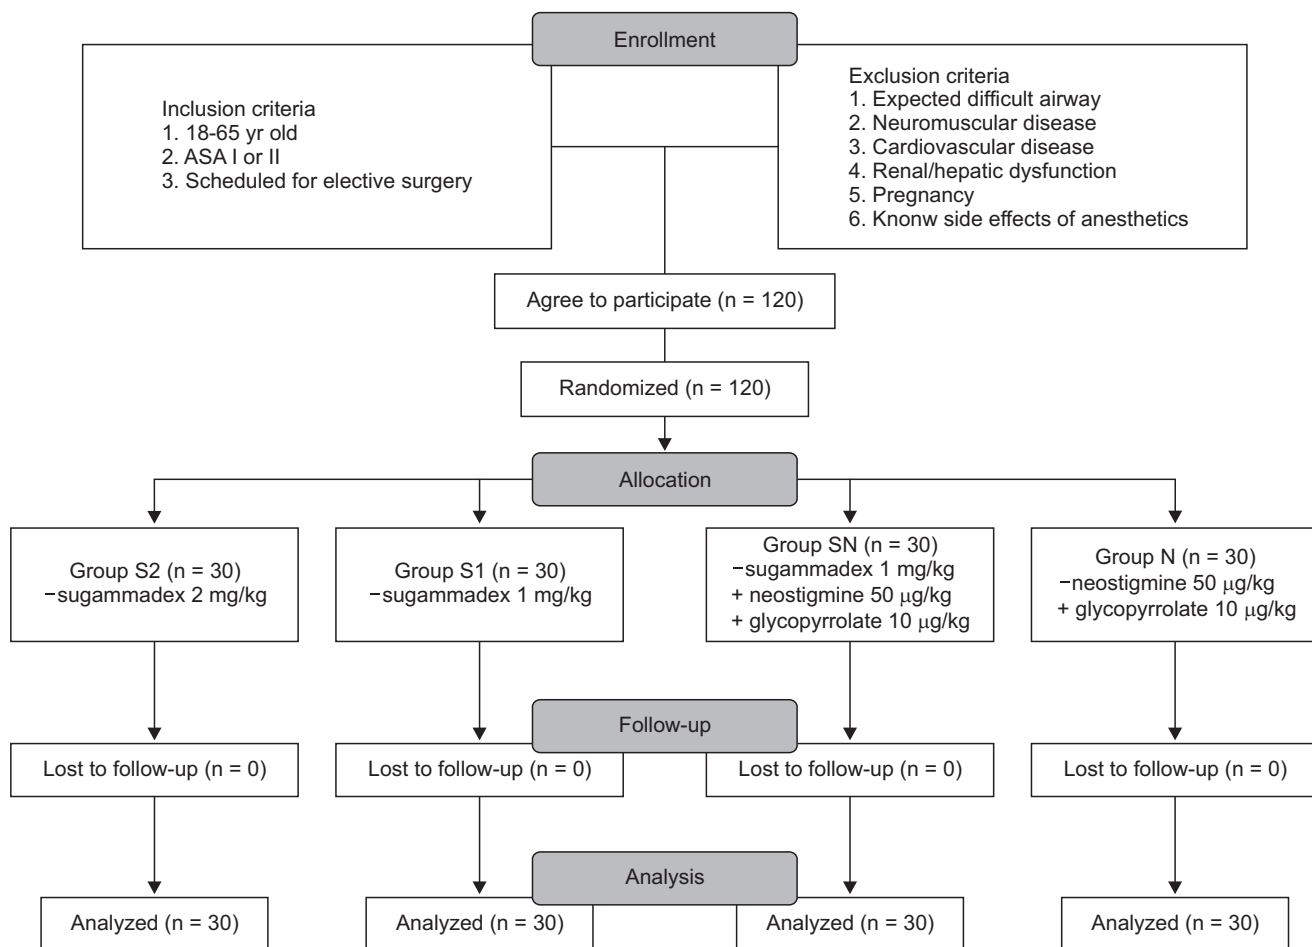 Enrollment
Inclusion criteria
1. 18-65 yr old
2. ASA I or II
3. Scheduled for elective surgery
Exclusion criteria
1. Expected difficult airway
2. Neuromuscular disease
3. Cardiovascular disease
4. Renal/hepatic dysfunction
5. Pregnancy
6. Knonw side effects of anesthetics
Agree to participate (n = 120)
Randomized (n = 120)
Allocation
Group S2 (n = 30)
−sugammadex 2 mg/kg
Group S1 (n = 30)
−sugammadex 1 mg/kg
Group SN (n = 30)
−sugammadex 1 mg/kg
+ neostigmine 50 μg/kg
+ glycopyrrolate 10 μg/kg
Group N (n = 30)
−neostigmine 50 μg/kg
+ glycopyrrolate 10 μg/kg
Follow-up
Lost to follow-up (n = 0)
Lost to follow-up (n = 0)
Lost to follow-up (n = 0)
Lost to follow-up (n = 0)
Analysis
Analyzed (n = 30)
Analyzed (n = 30)
Analyzed (n = 30)
Analyzed (n = 30)